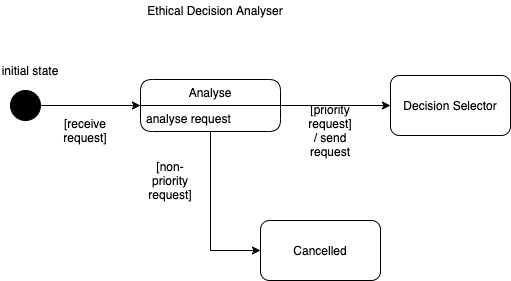 Ethical Decision Analyser
initial state
Analyse
analyse request
Decision Selector
[receive
request]
[priority
request]
/ send
request
[non-
priority
request]
Cancelled